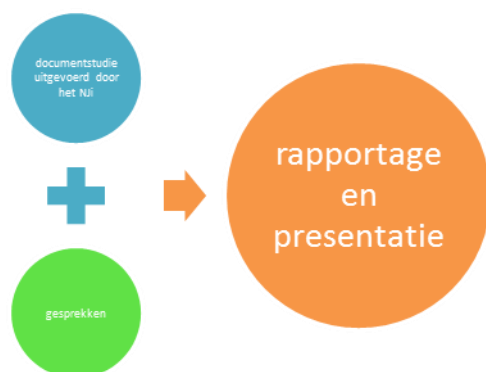 documentstudie
uitgevoerd door
het NJi
gesprekken
rapportage
en
presentatie